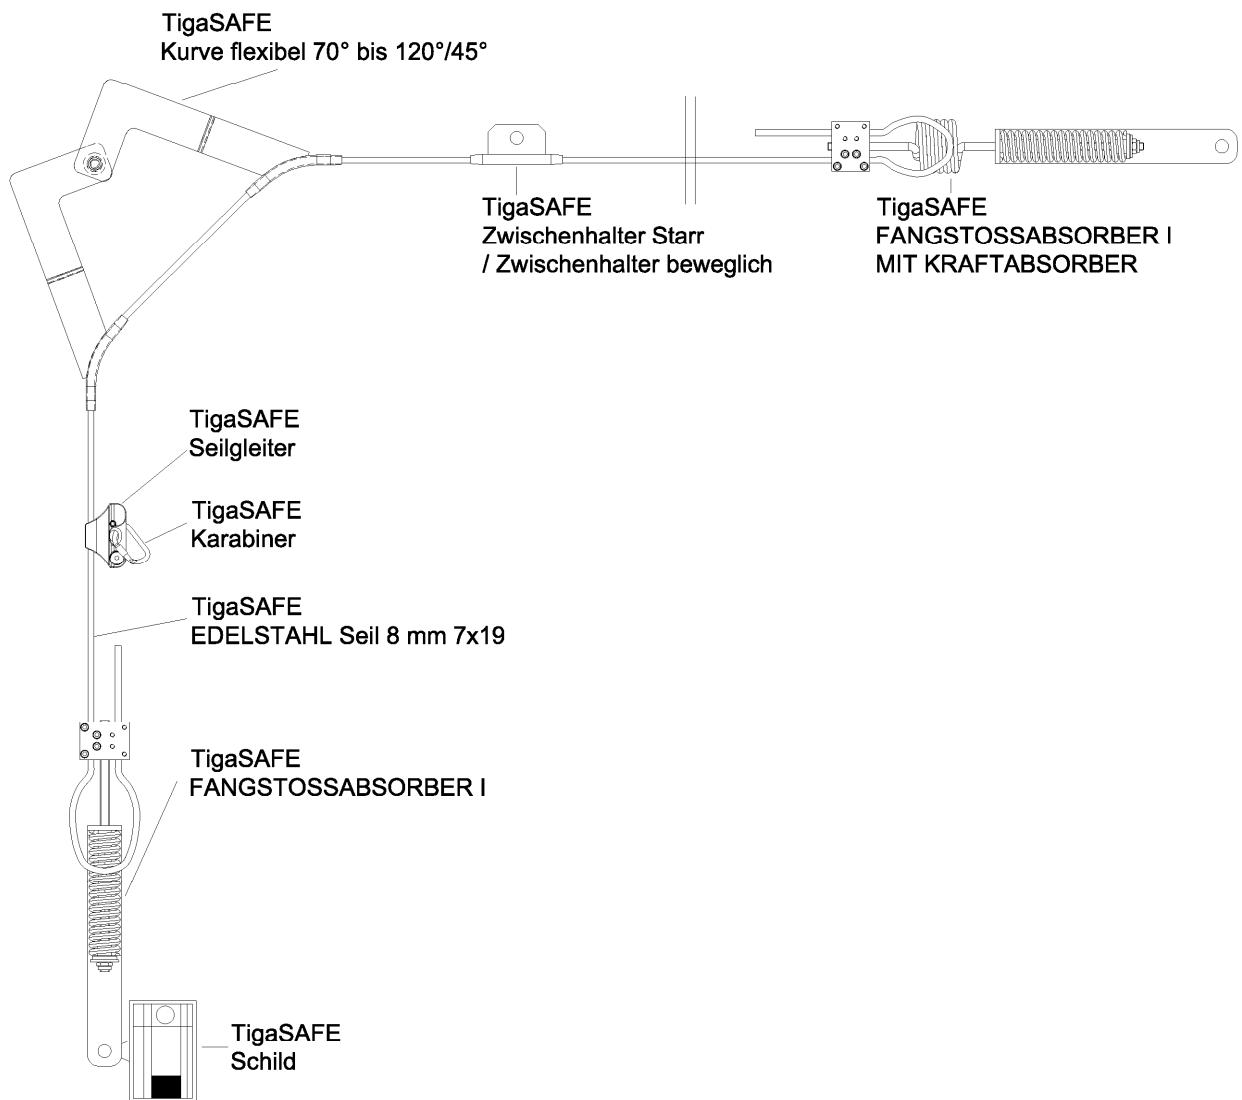 TigaSAFE
Kurve flexibel 70° bis 120°/45°
TigaSAFE
Zwischenhalter Starr
/ Zwischenhalter beweglich
TigaSAFE
FANGSTOSSABSORBER I
MIT KRAFTABSORBER
TigaSAFE
Seilgleiter
TigaSAFE
Karabiner
TigaSAFE
EDELSTAHL Seil 8 mm 7x19
TigaSAFE
FANGSTOSSABSORBER I
TigaSAFE
Schild